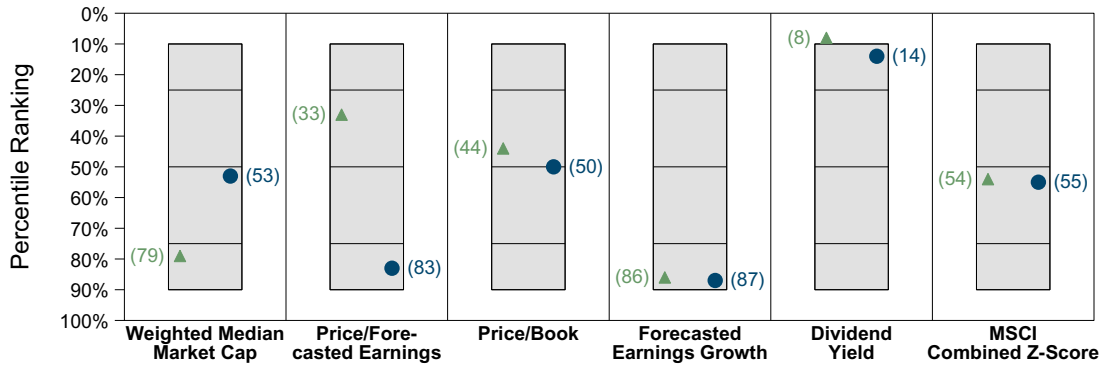 Percentile Ranking
0%
10%
20%
30%
40%
50%
60%
70%
80%
90%
100%
(79)
(53)
(33)
(83)
(44)
(50)
(86)
(87)
(8)
(14)
(54)
(55)
Weighted Median
Market Cap
Price/Fore-
casted Earnings
Price/Book
Forecasted
Earnings Growth
Dividend
Yield
MSCI
Combined Z-Score